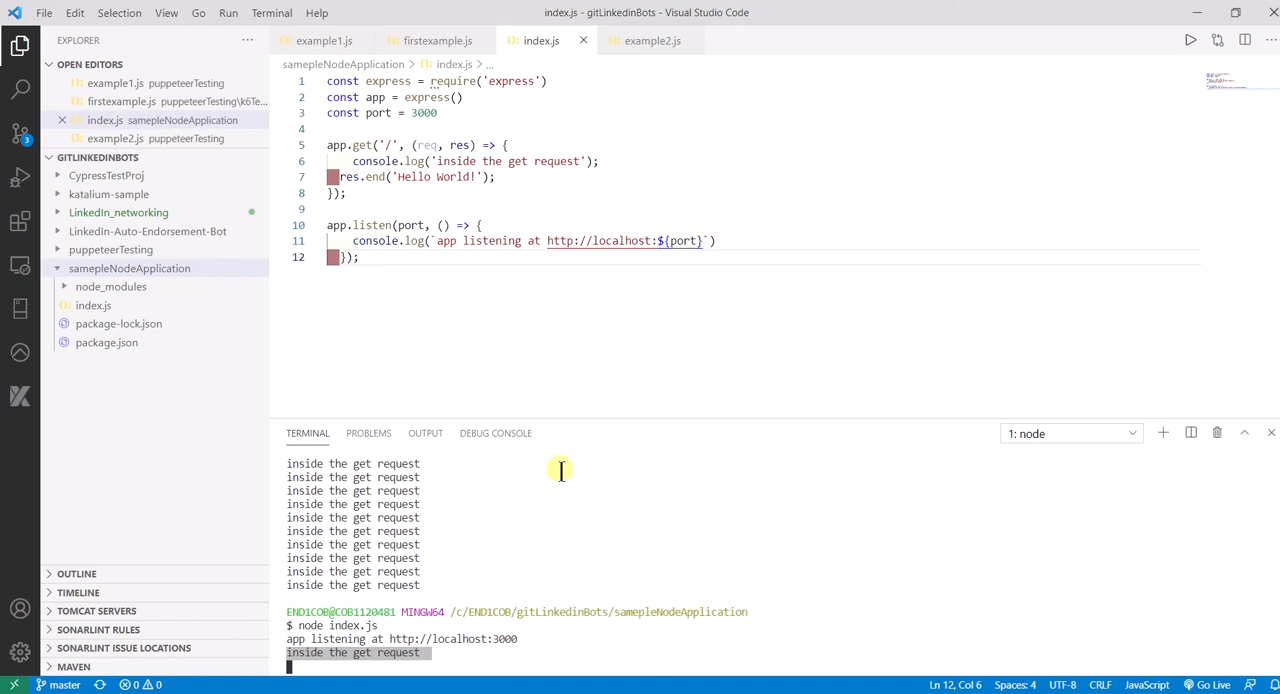 File Edit Selection View Go Run Terminal Help index.js - gitLinkedinBots - Visual Studio Code
EXPLORER
example1.js firstexample.js index.js example2.js
OPEN EDITORS
example1.js puppeteerTesting
firstexample.js puppeteerTesting\k6Te...
index.js samepleNodeApplication
example2.js puppeteerTesting
GITLINKEDINBOTS
CypressTestProj
katalium-sample
LinkedIn_networking
LinkedIn-Auto-Endorsement-Bot
puppeteerTesting
samepleNodeApplication
node_modules
index.js
package-lock.json
package.json
OUTLINE
TIMELINE
TOMCAT SERVERS
SONARLINT RULES
SONARLINT ISSUE LOCATIONS
MAVEN
3
samepleNodeApplication > index.js > ...
1 const express = require('express')
2 const app = express()
3 const port = 3000
4
5 app.get('/', (req, res) => {
6 console.log('inside the get request');
7 res.end('Hello World!');
8 });
9
10 app.listen(port, () => {
11 console.log(`app listening at http://localhost:${port}`)
12 });
TERMINAL PROBLEMS OUTPUT DEBUG CONSOLE 1: node
inside the get request
inside the get request
inside the get request
inside the get request
inside the get request
inside the get request
inside the get request
inside the get request
inside the get request
inside the get request
END1COB@COB1120481 MINGW64 /c/END1COB/gitLinkedinBots/samepleNodeApplication
$ node index.js
app listening at http://localhost:3000
inside the get request
master 0 0 Ln 12, Col 6 Spaces: 4 UTF-8 CRLF JavaScript Go Live